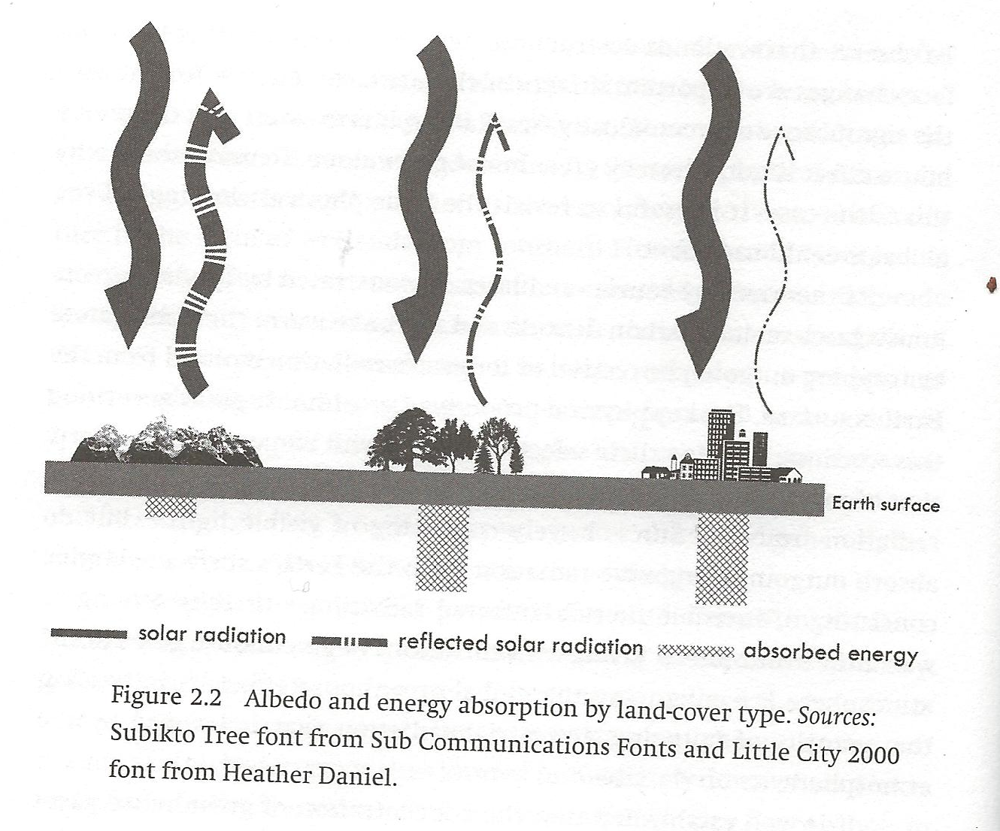 Earth surface
solar radiation
reflected solar radiation
absorbed energy
Figure 2.2 Albedo and energy absorption by land-cover type. Sources:
Subikto Tree font from Sub Communications Fonts and Little City 2000
font from Heather Daniel.